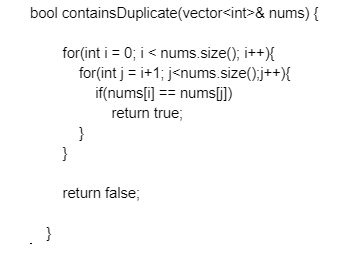 bool containsDuplicate(vector<int>& nums) {
for(int i = 0; i < nums.size(); i++){
for(int j = i+1; j<nums.size();j++){
if(nums[i] == nums[j])
return true;
}
}
return false;
. }